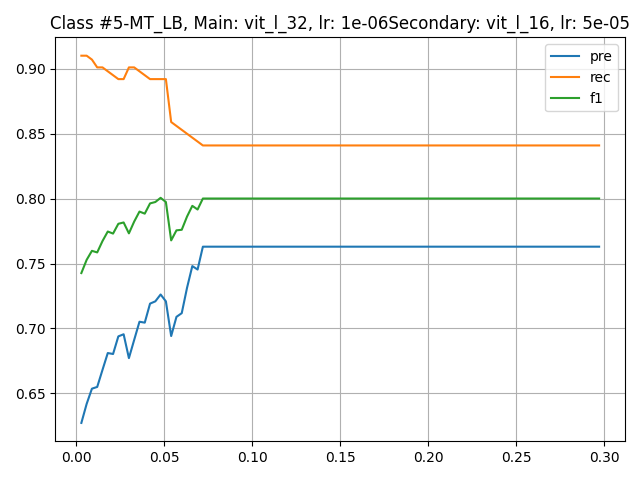 Class #5-MT_LB, Main: vit_l_32, lr: 1e-06Secondary: vit_l_16, lr: 5e-05
pre
rec
f1
0.90
0.85
0.80
0.75
0.70
0.65
0.00 0.05 0.10 0.15 0.20 0.25 0.30